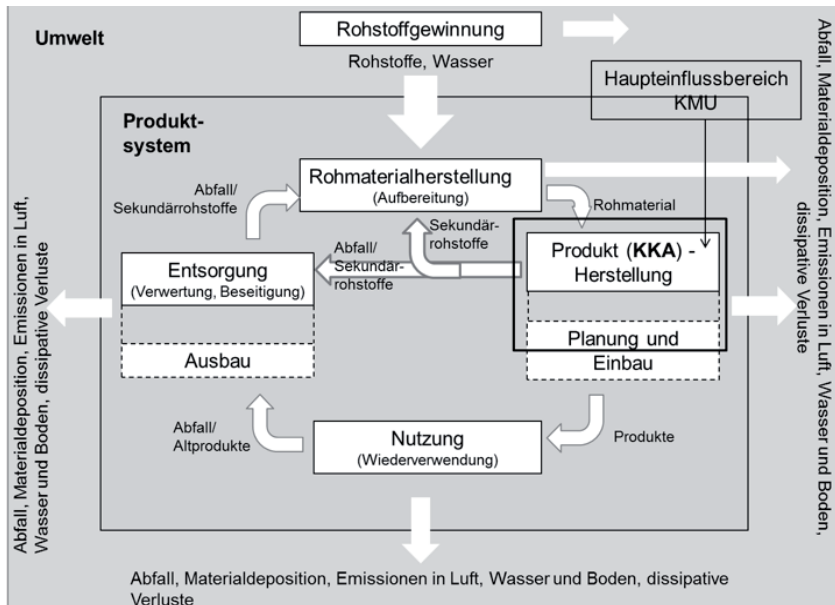 Umwelt
Rohstoffgewinnung
Rohstoffe, Wasser
Haupteinflussbereich
KMU
Produkt-
system
Abfall/
Sekundärrohstoffe
Rohmaterialherstellung
(Aufbereitung)
Rohmaterial
Sekundär-
rohstoffe
Abfall/
Sekundär-
rohstoffe
Entsorgung
(Verwertung, Beseitigung)
Produkt (KKA) -
Herstellung
Ausbau
Planung und
Einbau
Abfall/
Altprodukte
Nutzung
(Wiederverwendung)
Produkte
Abfall, Materialdeposition, Emissionen in Luft,
Wasser und Boden, dissipative Verluste
Abfall, Materialdeposition, Emissionen in Luft, Wasser und Boden,
dissipative Verluste
Abfall, Materialdeposition, Emissionen in Luft, Wasser und Boden, dissipative
Verluste